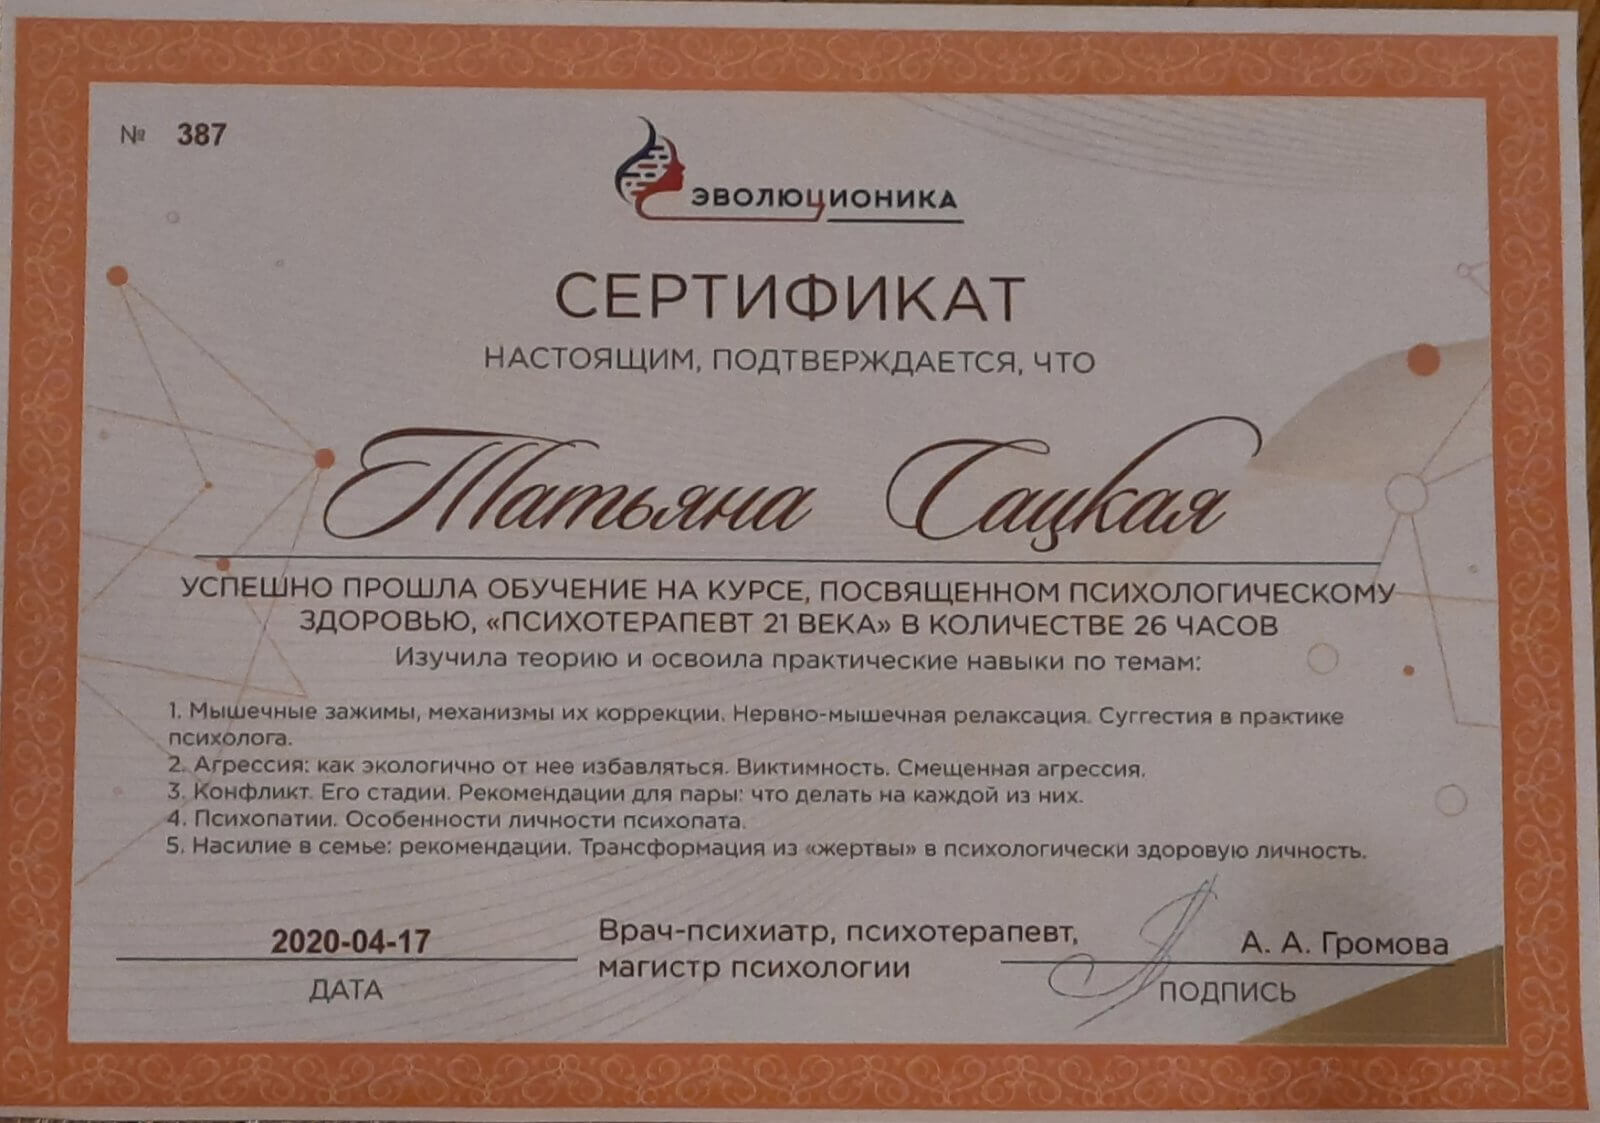 № 387
ЭВОЛЮЦИОНИКА
СЕРТИФИКАТ
НАСТОЯЩИМ, ПОДТВЕРЖДАЕТСЯ, ЧТО
Татьяна Сацкая
УСПЕШНО ПРОШЛА ОБУЧЕНИЕ НА КУРСЕ, ПОСВЯЩЕННОМ ПСИХОЛОГИЧЕСКОМУ
ЗДОРОВЬЮ, «ПСИХОТЕРАПЕВТ 21 ВЕКА» В КОЛИЧЕСТВЕ 26 ЧАСОВ
Изучила теорию и освоила практические навыки по темам:
1. Мышечные зажимы, механизмы их коррекции. Нервно-мышечная релаксация. Суггестия в практике
психолога.
2. Агрессия: как экологично от нее избавляться. Виктимность. Смещенная агрессия.
3. Конфликт. Его стадии. Рекомендации для пары: что делать на каждой из них.
4. Психопатии. Особенности личности психопата.
5. Насилие в семье: рекомендации. Трансформация из «жертвы» в психологически здоровую личность.
2020-04-17
ДАТА
Врач-психиатр, психотерапевт,
магистр психологии
А. А. Громова
ПОДПИСЬ